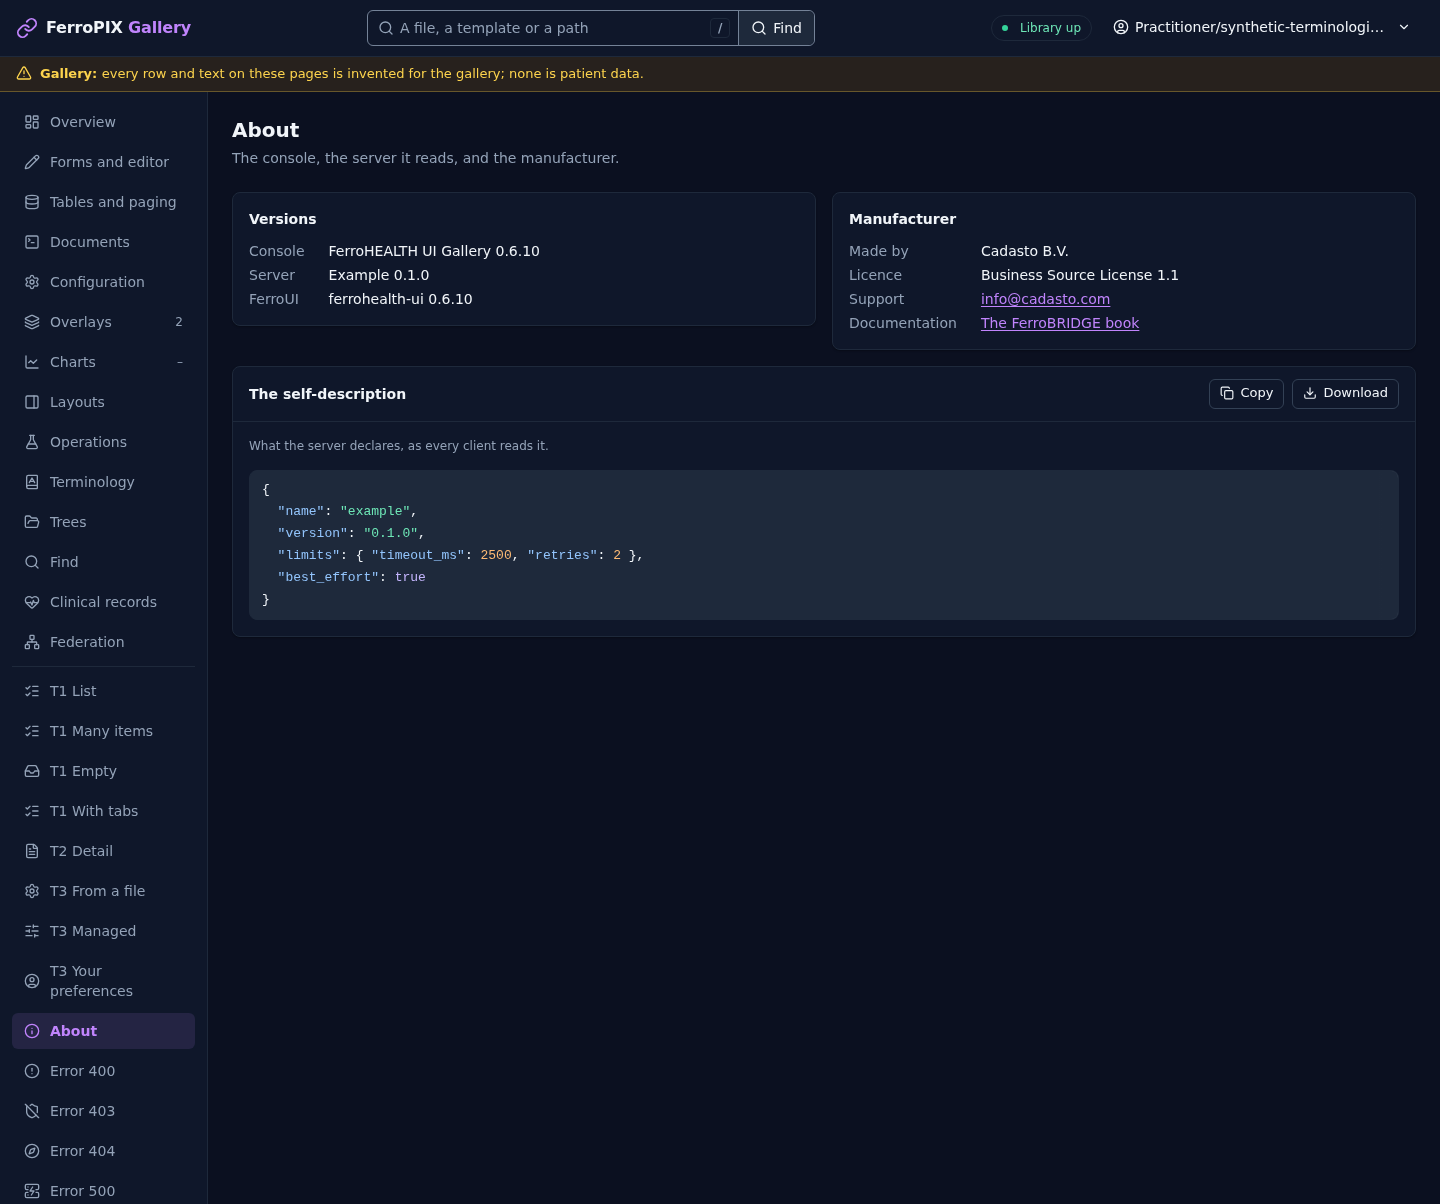 FerroPIX Gallery
A file, a template or a path
/
Find
Library up
Practitioner/synthetic-terminologi…
Gallery: every row and text on these pages is invented for the gallery; none is patient data.
Overview
Forms and editor
Tables and paging
Documents
Configuration
Overlays 2
Charts –
Layouts
Operations
Terminology
Trees
Find
Clinical records
Federation
T1 List
T1 Many items
T1 Empty
T1 With tabs
T2 Detail
T3 From a file
T3 Managed
T3 Your
preferences
About
Error 400
Error 403
Error 404
Error 500
About
The console, the server it reads, and the manufacturer.
Versions
Console FerroHEALTH UI Gallery 0.6.10
Server Example 0.1.0
FerroUI ferrohealth-ui 0.6.10
Manufacturer
Made by Cadasto B.V.
Licence Business Source License 1.1
Support info@cadasto.com
Documentation The FerroBRIDGE book
The self-description
Copy
Download
What the server declares, as every client reads it.
{
  "name": "example",
  "version": "0.1.0",
  "limits": { "timeout_ms": 2500, "retries": 2 },
  "best_effort": true
}